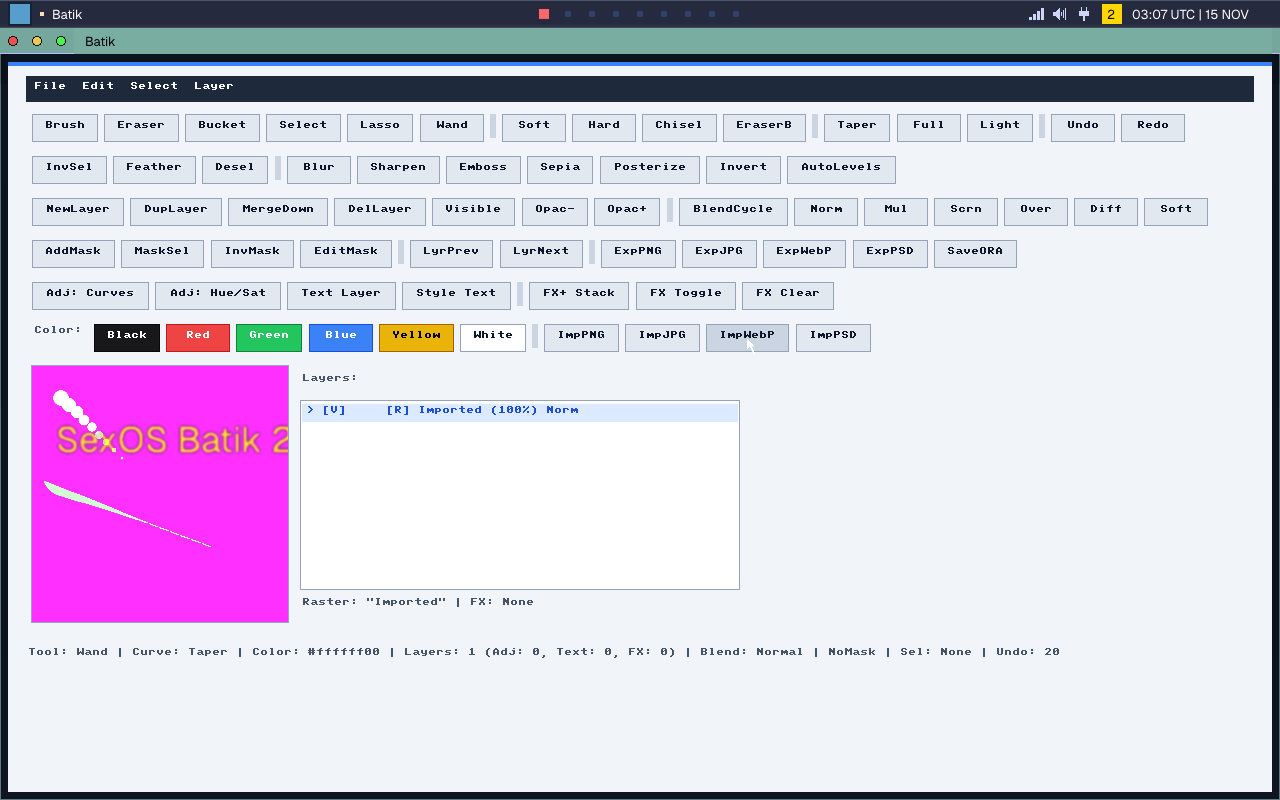 Batik 2 03:07 UTC | 15 NOV
Batik
File Edit Select Layer
Brush Eraser Bucket Select Lasso Wand Soft Hard Chisel EraserB Taper Full Light Undo Redo
InvSel Feather Desel Blur Sharpen Emboss Sepia Posterize Invert AutoLevels
NewLayer DupLayer MergeDown DelLayer Visible Opac- Opac+ BlendCycle Norm Mul Scrn Over Diff Soft
AddMask MaskSel InvMask EditMask LyrPrev LyrNext ExpPNG ExpJPG ExpWebP ExpPSD SaveORA
Adj: Curves Adj: Hue/Sat Text Layer Style Text FX+ Stack FX Toggle FX Clear
Color: Black Red Green Blue Yellow White ImpPNG ImpJPG ImpWebP ImpPSD
Layers:
> [V] [R] Imported (100%) Norm
SexOS Batik 2
Raster: "Imported" | FX: None
Tool: Wand | Curve: Taper | Color: #ffffff00 | Layers: 1 (Adj: 0, Text: 0, FX: 0) | Blend: Normal | NoMask | Sel: None | Undo: 20